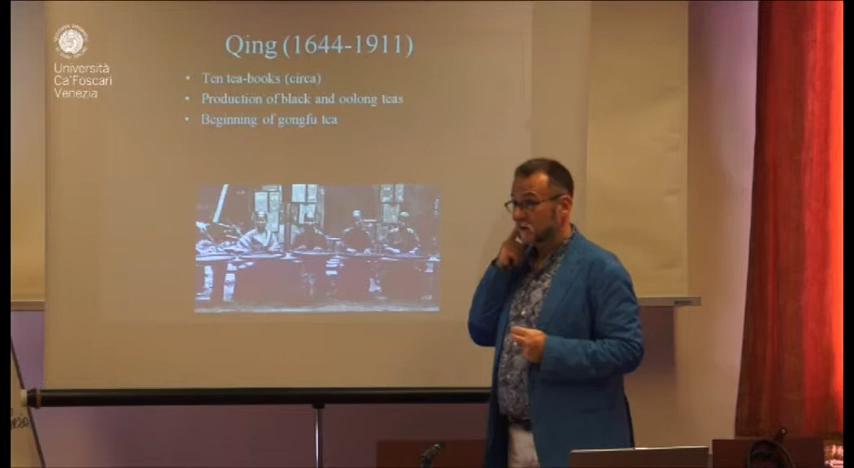 Università
Ca'Foscari
Venezia
Qing (1644-1911)
• Ten tea-books (circa)
• Production of black and oolong teas
• Beginning of gongfu tea